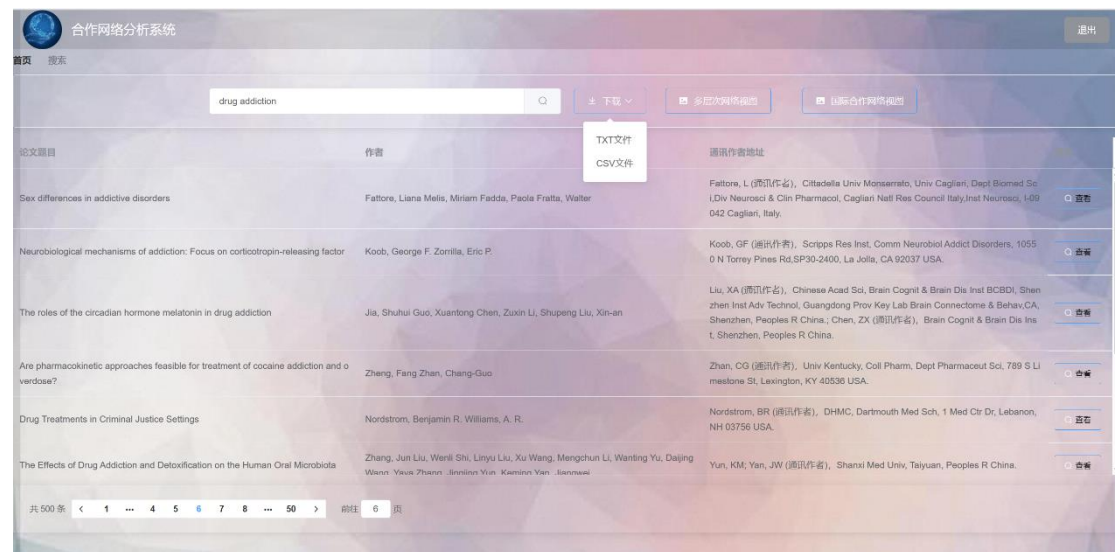 合作网络分析系统
退出
首页 搜索
drug addiction
下载
多层次网络视图
国际合作网络视图
TXT文件
CSV文件
论文题目 作者 通讯作者地址
Sex differences in addictive disorders
Fattore, Liana Melis, Miriam Fadda, Paola Fratta, Walter
Fattore, L (通讯作者), Cittadella Univ Monserrato, Univ Cagliari, Dept Biomed Sc
i,Div Neurosci & Clin Pharmacol, Cagliari Natl Res Council Italy,Inst Neurosci, I-09
042 Cagliari, Italy.
查看
Neurobiological mechanisms of addiction: Focus on corticotropin-releasing factor
Koob, George F. Zorrilla, Eric P.
Koob, GF (通讯作者), Scripps Res Inst, Comm Neurobiol Addict Disorders, 1055
0 N Torrey Pines Rd,SP30-2400, La Jolla, CA 92037 USA.
查看
The roles of the circadian hormone melatonin in drug addiction
Jia, Shuhui Guo, Xuantong Chen, Zuxin Li, Shupeng Liu, Xin-an
Liu, XA (通讯作者), Chinese Acad Sci, Brain Cognit & Brain Dis Inst BCBDI, Shen
zhen Inst Adv Technol, Guangdong Prov Key Lab Brain Connectome & Behav,CA,
Shenzhen, Peoples R China.; Chen, ZX (通讯作者), Brain Cognit & Brain Dis Ins
t, Shenzhen, Peoples R China.
查看
Are pharmacokinetic approaches feasible for treatment of cocaine addiction and o
verdose?
Zheng, Fang Zhan, Chang-Guo
Zhan, CG (通讯作者), Univ Kentucky, Coll Pharm, Dept Pharmaceut Sci, 789 S Li
mestone St, Lexington, KY 40536 USA.
查看
Drug Treatments in Criminal Justice Settings
Nordstrom, Benjamin R. Williams, A. R.
Nordstrom, BR (通讯作者), DHMC, Dartmouth Med Sch, 1 Med Ctr Dr, Lebanon,
NH 03756 USA.
查看
The Effects of Drug Addiction and Detoxification on the Human Oral Microbiota
Zhang, Jun Liu, Wenli Shi, Linyu Liu, Xu Wang, Mengchun Li, Wanting Yu, Daijing
Wang, Yaya Zhang, Jingjing Yun, Keming Yan, Jiangwei
Yun, KM; Yan, JW (通讯作者), Shanxi Med Univ, Taiyuan, Peoples R China.
查看
共 500 条 < 1 ... 4 5 6 7 8 ... 50 > 前往 6 页